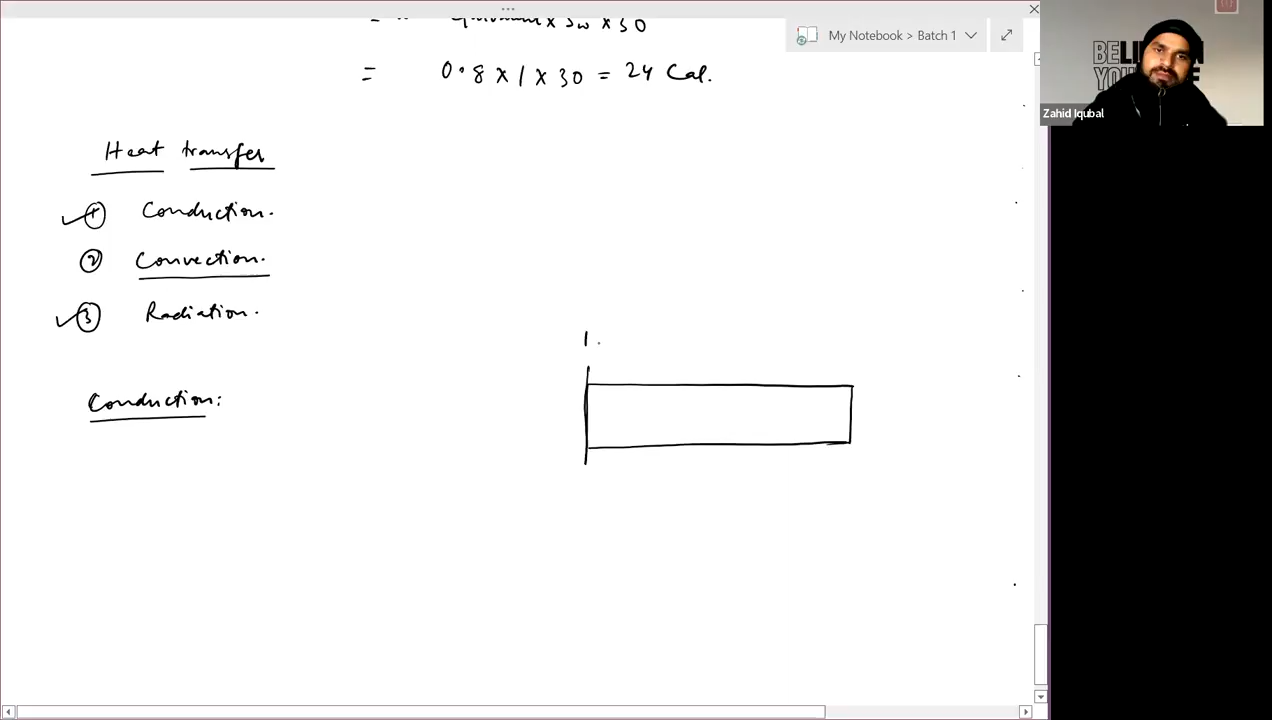 × 30
= 0.8 × 1 × 30 = 24 Cal.
My Notebook > Batch 1
Heat transfer
1 Conduction.
2 Convection.
3 Radiation.
Conduction:
1.
Zahid Iqubal